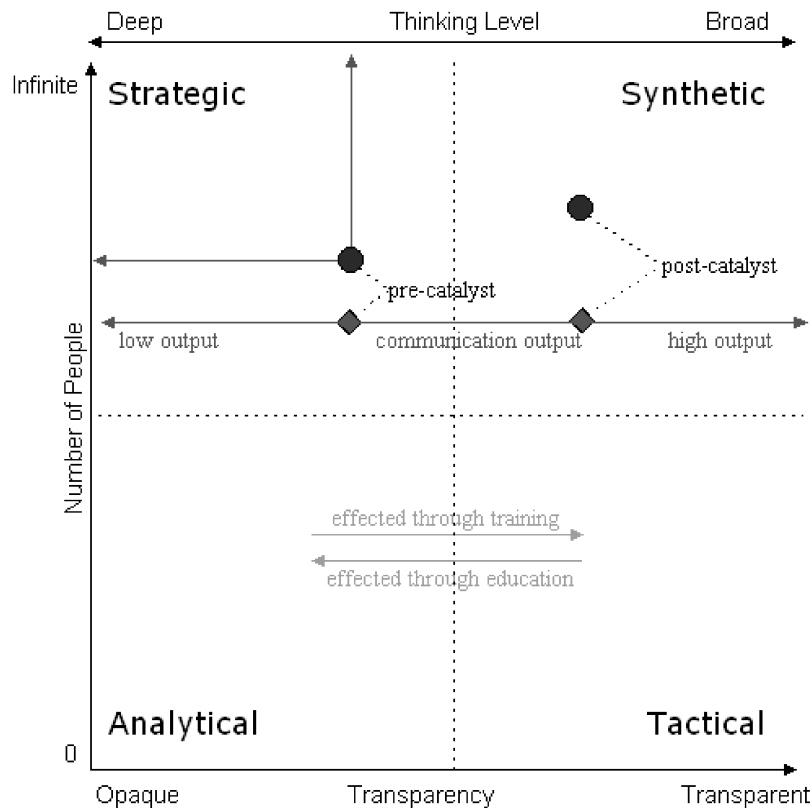 Deep Thinking Level Broad
Infinite
Strategic Synthetic
post-catalyst
pre-catalyst
low output communication output high output
Number of People
effected through training
effected through education
Analytical Tactical
0
Opaque Transparency Transparent